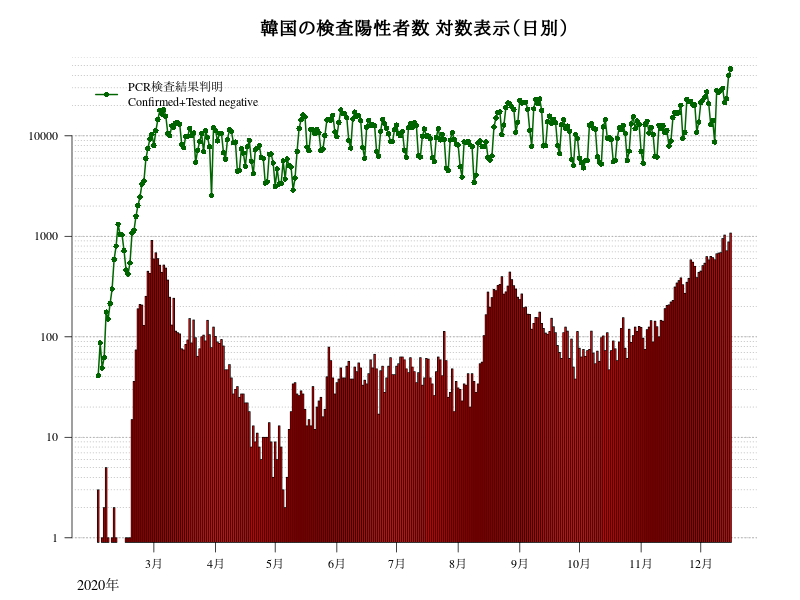 韓国の検査陽性者数 対数表示(日別)
PCR検査結果判明
Confirmed+Tested negative
10000
1000
100
10
1
3月 4月 5月 6月 7月 8月 9月 10月 11月 12月
2020年